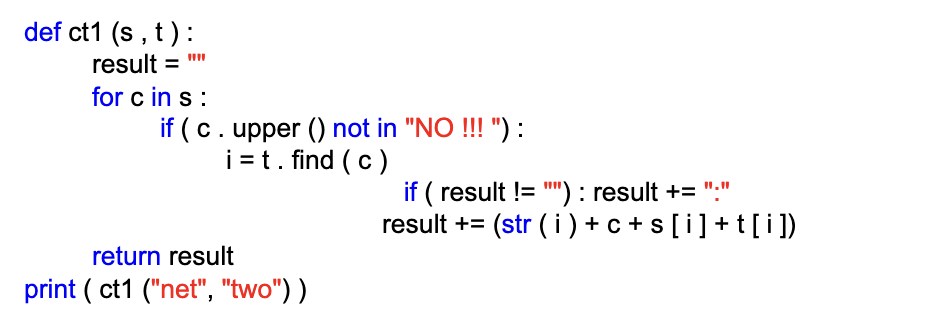 def ct1 (s , t ) :
result = ""
for c in s :
if ( c . upper () not in "NO !!! ") :
i = t . find ( c )
if ( result != "") : result += ":"
result += (str ( i ) + c + s [ i ] + t [ i ])
return result
print ( ct1 ("net", "two") )